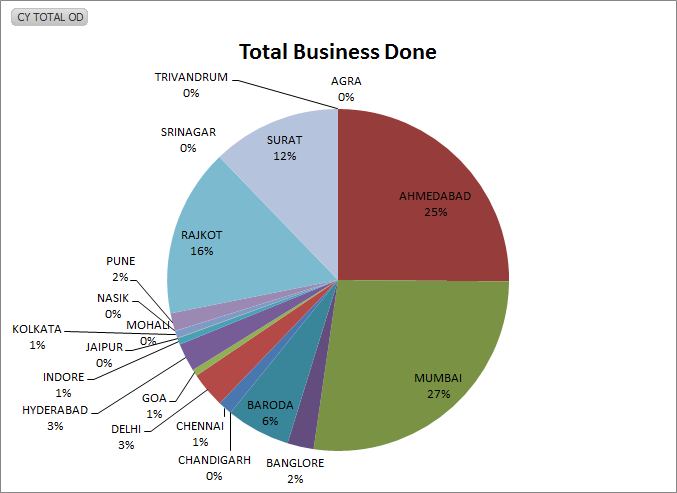 CY TOTAL OD
Total Business Done
TRIVANDRUM
0%
AGRA
0%
SRINAGAR
0%
SURAT
12%
AHMEDABAD
25%
RAJKOT
16%
PUNE
2%
NASIK
0%
MOHALI
0%
KOLKATA
1%
JAIPUR
0%
INDORE
1%
MUMBAI
27%
HYDERABAD
3%
GOA
1%
BARODA
6%
DELHI
3%
CHENNAI
1%
CHANDIGARH
0%
BANGLORE
2%